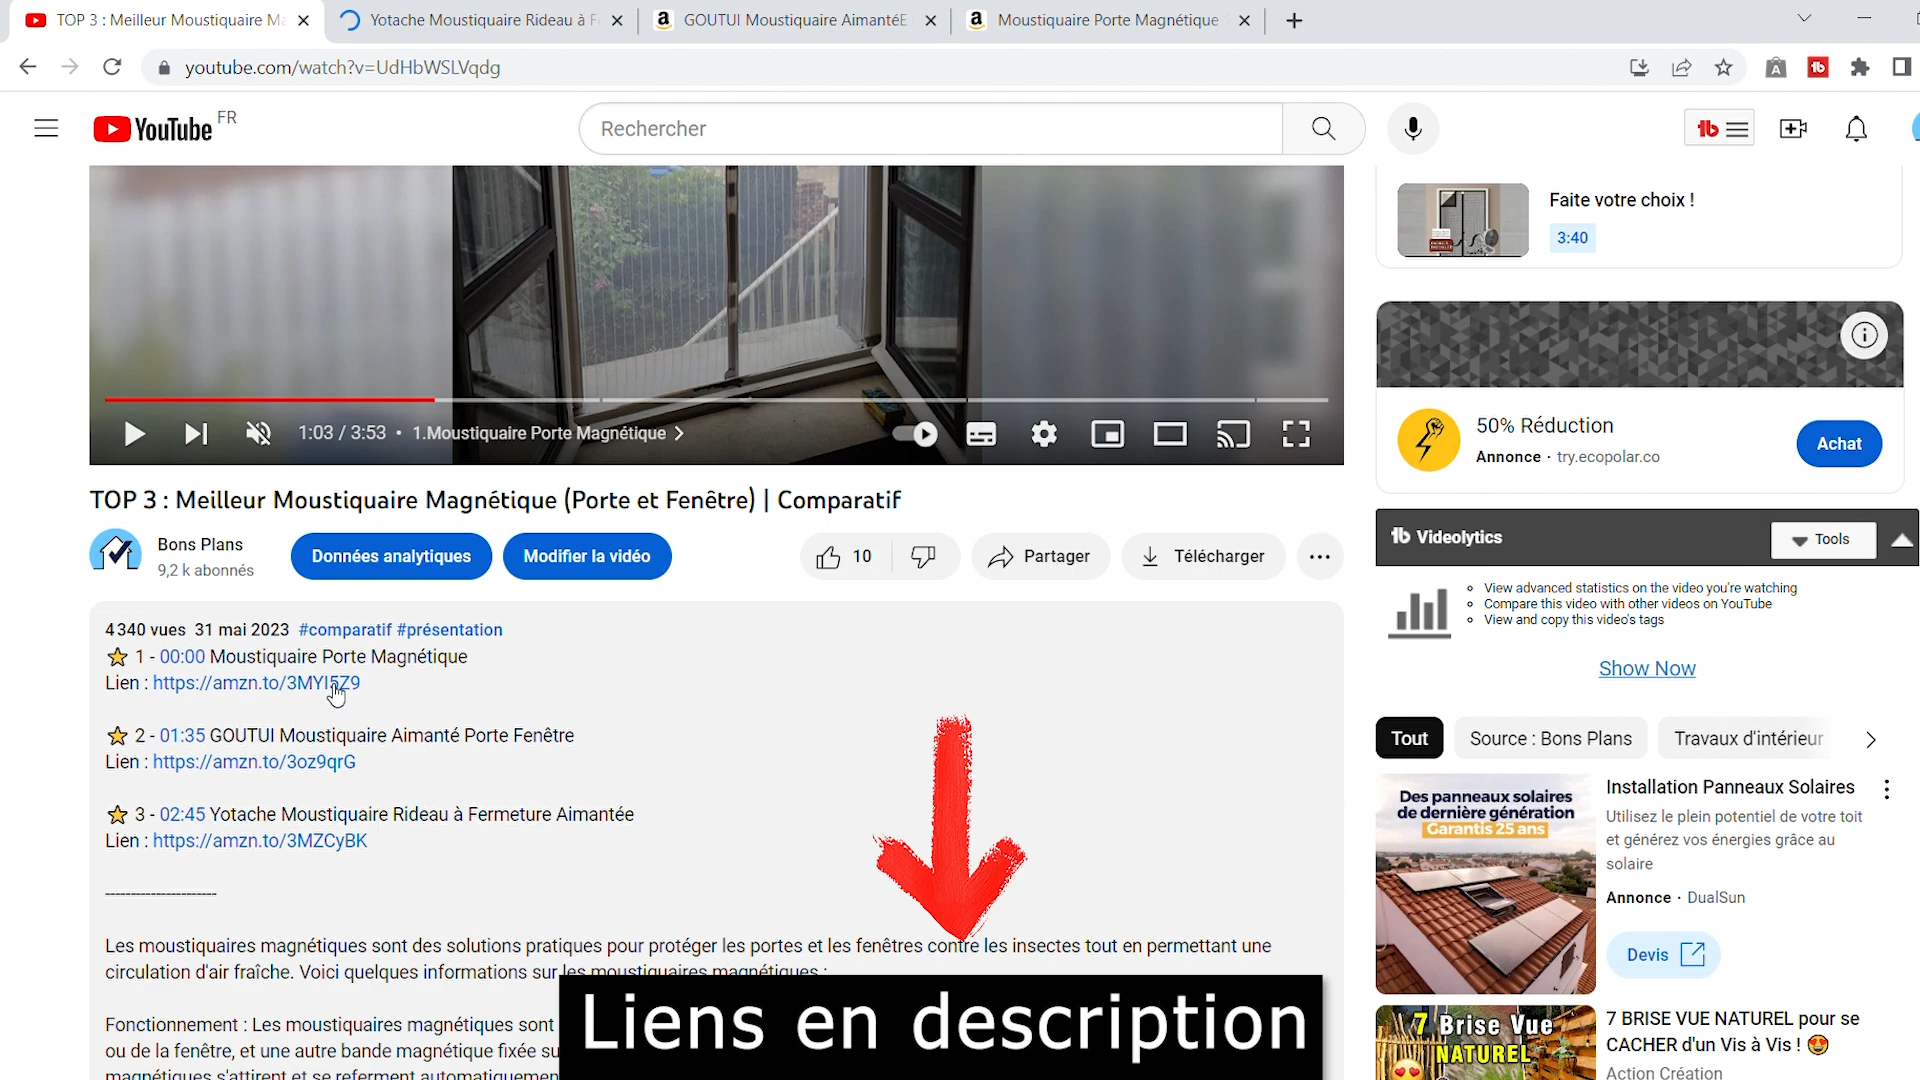 TOP 3 : Meilleur Moustiquaire Ma
Yotache Moustiquaire Rideau à F
GOUTUI Moustiquaire AimantéE
Moustiquaire Porte Magnétique
youtube.com/watch?v=UdHbWSLVqdg
YouTube FR
Rechercher
Faite votre choix !
3:40
1:03 / 3:53 • 1.Moustiquaire Porte Magnétique
50% Réduction
Annonce · try.ecopolar.co
Achat
TOP 3 : Meilleur Moustiquaire Magnétique (Porte et Fenêtre) | Comparatif
Bons Plans
9,2 k abonnés
Données analytiques
Modifier la vidéo
10
Partager
Télécharger
Videolytics
Tools
View advanced statistics on the video you're watching
Compare this video with other videos on YouTube
View and copy this video's tags
Show Now
4 340 vues 31 mai 2023 #comparatif #présentation
1 - 00:00 Moustiquaire Porte Magnétique
Lien : https://amzn.to/3MYI5Z9
2 - 01:35 GOUTUI Moustiquaire Aimanté Porte Fenêtre
Lien : https://amzn.to/3oz9qrG
3 - 02:45 Yotache Moustiquaire Rideau à Fermeture Aimantée
Lien : https://amzn.to/3MZCyBK
----------------------
Les moustiquaires magnétiques sont des solutions pratiques pour protéger les portes et les fenêtres contre les insectes tout en permettant une
circulation d'air fraîche. Voici quelques informations sur les moustiquaires magnétiques :
Fonctionnement : Les moustiquaires magnétiques sont
ou de la fenêtre, et une autre bande magnétique fixée su
magnétiques s'attirent et se referment automatiquemen
Liens en description
Tout
Source : Bons Plans
Travaux d'intérieur
Des panneaux solaires
de dernière génération
Garantis 25 ans
Installation Panneaux Solaires
Utilisez le plein potentiel de votre toit
et générez vos énergies grâce au
solaire
Annonce · DualSun
Devis
7 Brise Vue
NATUREL
7 BRISE VUE NATUREL pour se
CACHER d'un Vis à Vis !
Action Création